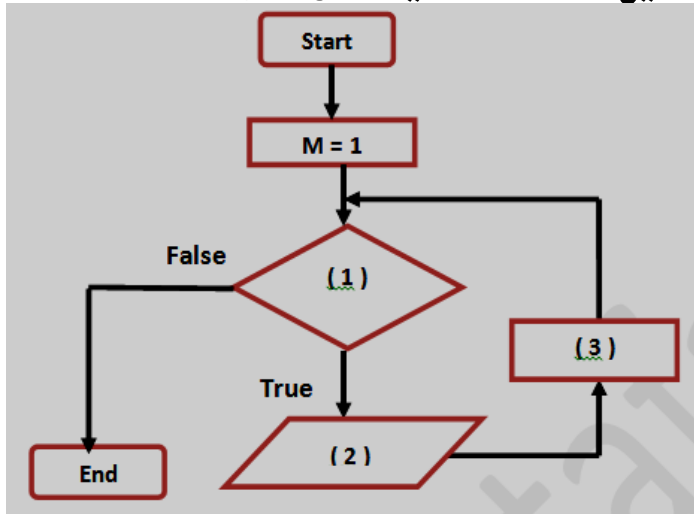 Start
M = 1
False
( 1 )
( 3 )
True
( 2 )
End